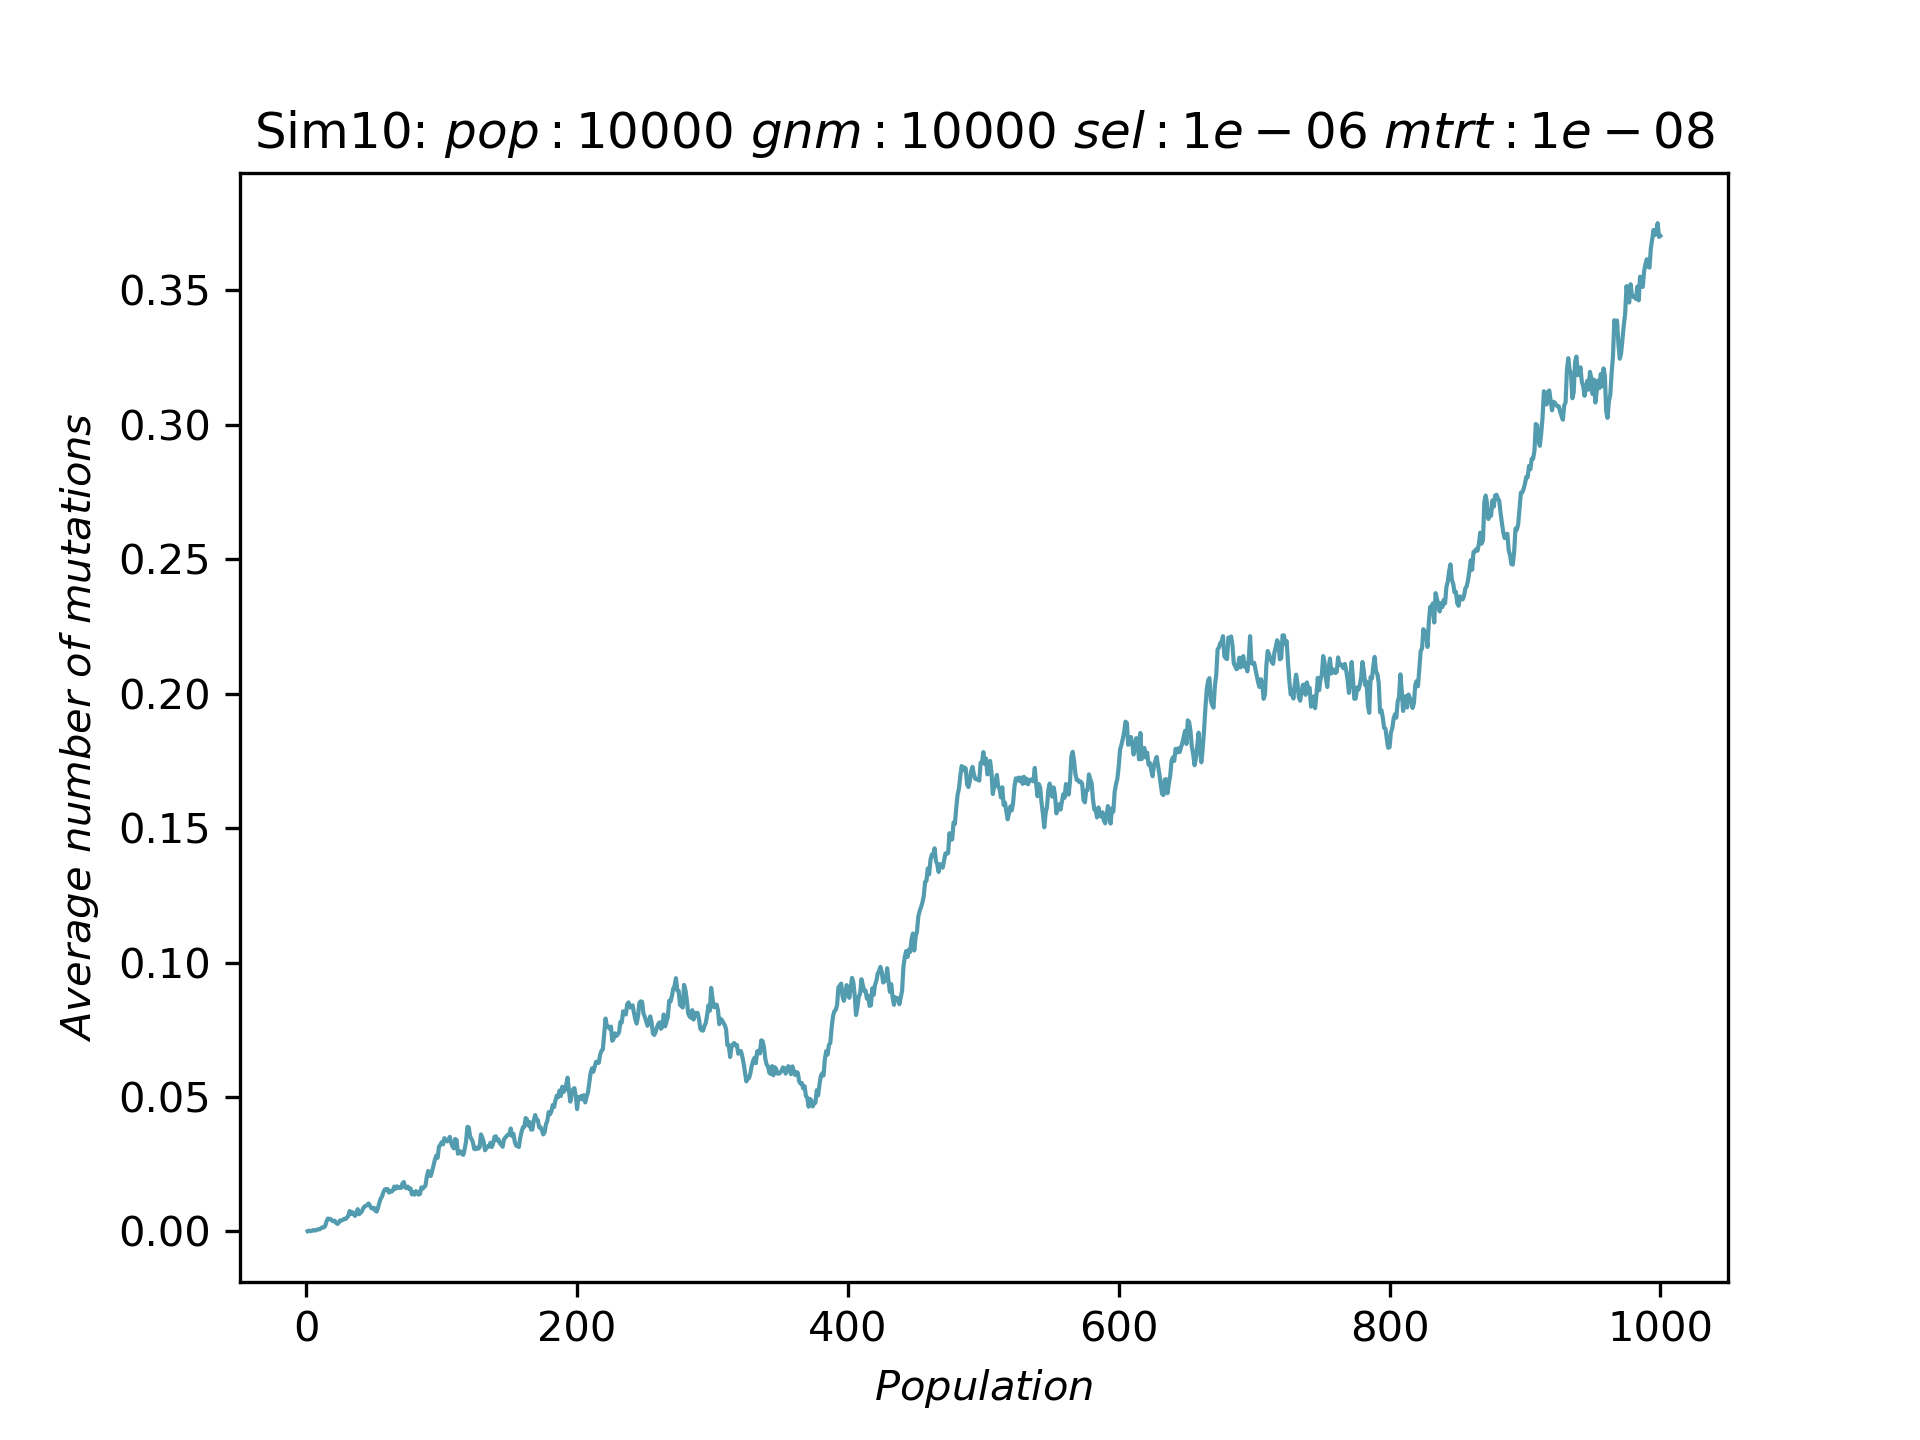 Sim10: pop : 10000 gnm : 10000 sel : 1e − 06 mtrt : 1e − 08
Average number of mutations
0.35
0.30
0.25
0.20
0.15
0.10
0.05
0.00
0 200 400 600 800 1000
Population